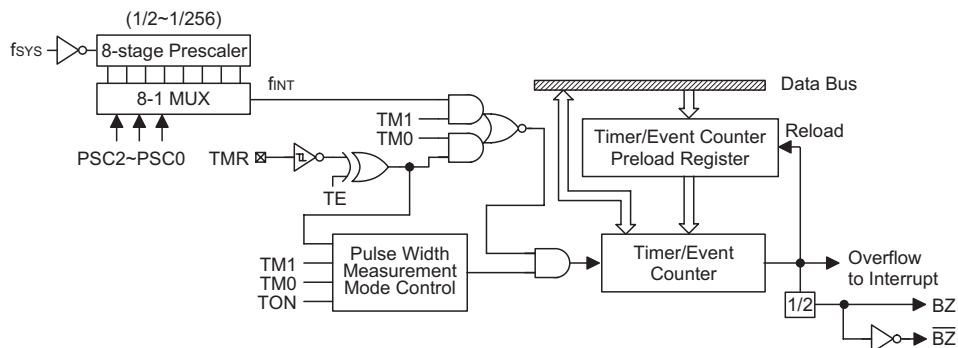 (1/2~1/256)
fSYS
8-stage Prescaler
8-1 MUX
fINT
PSC2~PSC0
TMR
TE
TM1
TM0
Data Bus
Timer/Event Counter
Preload Register
Reload
TM1
TM0
TON
Pulse Width
Measurement
Mode Control
Timer/Event
Counter
Overflow
to Interrupt
1/2
BZ
B̅Z̅